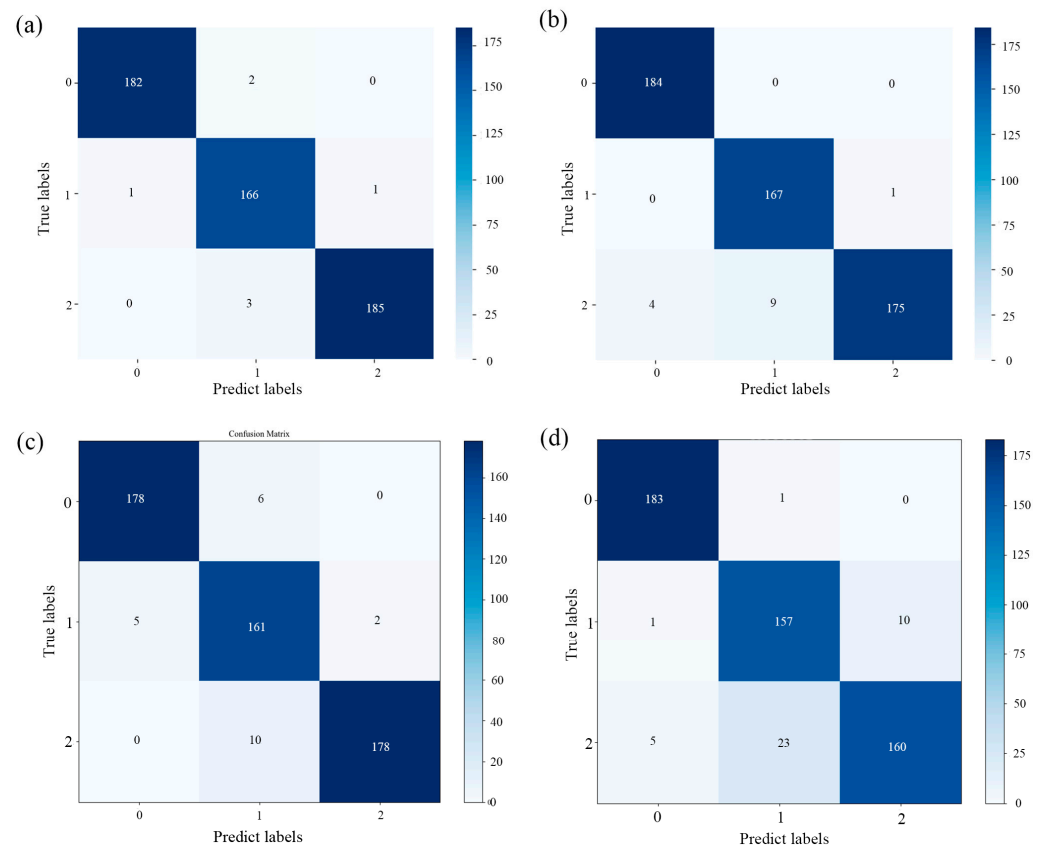 (a)
0 182 2 0
1 1 166 1
2 0 3 185
0 1 2
True labels
Predict labels
175
150
125
100
75
50
25
0
(b)
0 184 0 0
1 0 167 1
2 4 9 175
0 1 2
True labels
Predict labels
175
150
125
100
75
50
25
0
(c)
Confusion Matrix
0 178 6 0
1 5 161 2
2 0 10 178
0 1 2
True labels
Predict labels
160
140
120
100
80
60
40
20
0
(d)
0 183 1 0
1 1 157 10
2 5 23 160
0 1 2
True labels
Predict labels
175
150
125
100
75
50
25
0